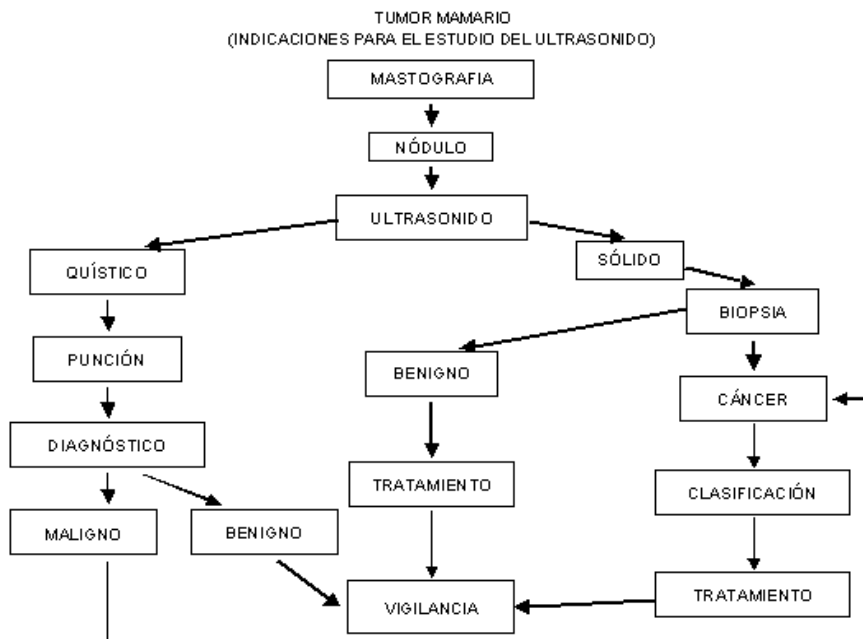 TUMOR MAMARIO
(INDICACIONES PARA EL ESTUDIO DEL ULTRASONIDO)
MASTOGRAFIA
NÓDULO
ULTRASONIDO
QUÍSTICO
SÓLIDO
BIOPSIA
PUNCIÓN
BENIGNO
CÁNCER
DIAGNÓSTICO
TRATAMIENTO
CLASIFICACIÓN
MALIGNO
BENIGNO
VIGILANCIA
TRATAMIENTO